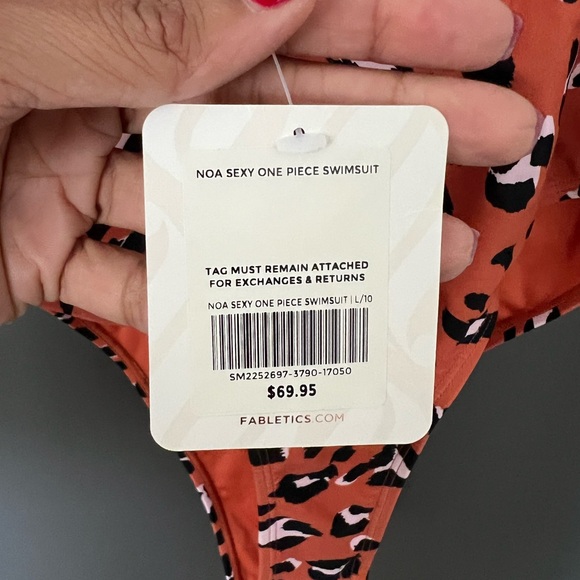 NOA SEXY ONE PIECE SWIMSUIT
TAG MUST REMAIN ATTACHED
FOR EXCHANGES & RETURNS
NOA SEXY ONE PIECE SWIMSUIT | L/10
SM2252697-3790-17050
$69.95
FABLETICS.COM